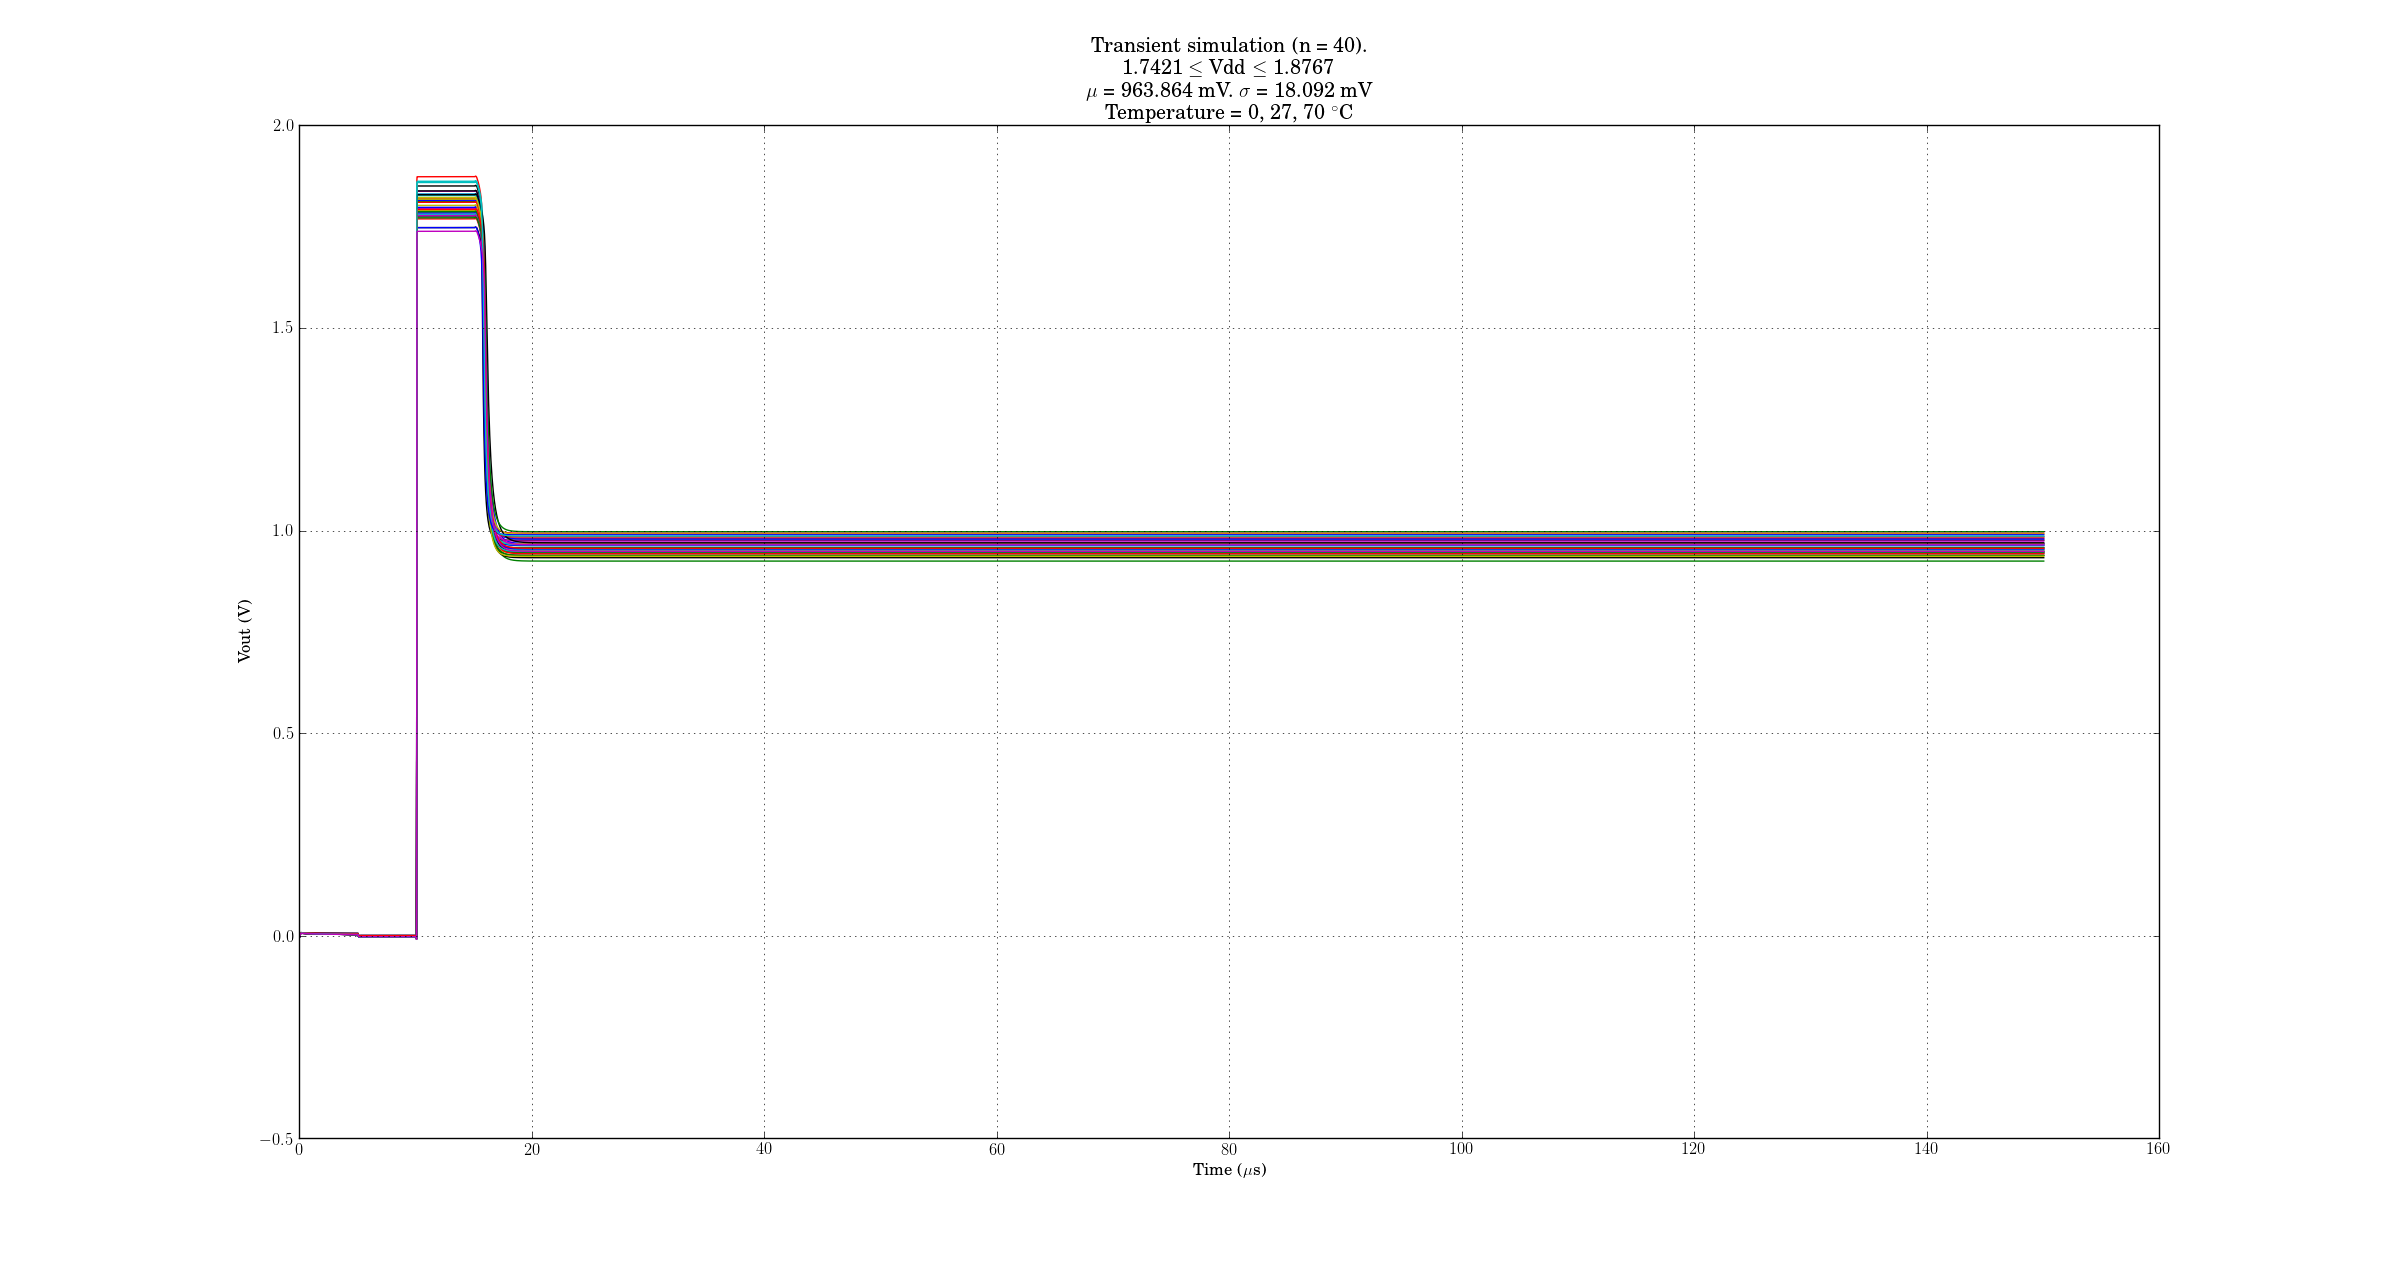 Transient simulation (n = 40).
1.7421 ≤ Vdd ≤ 1.8767
μ = 963.864 mV. σ = 18.092 mV
Temperature = 0, 27, 70 °C
2.0
1.5
1.0
0.5
0.0
−0.5
Vout (V)
0 20 40 60 80 100 120 140 160
Time (μs)